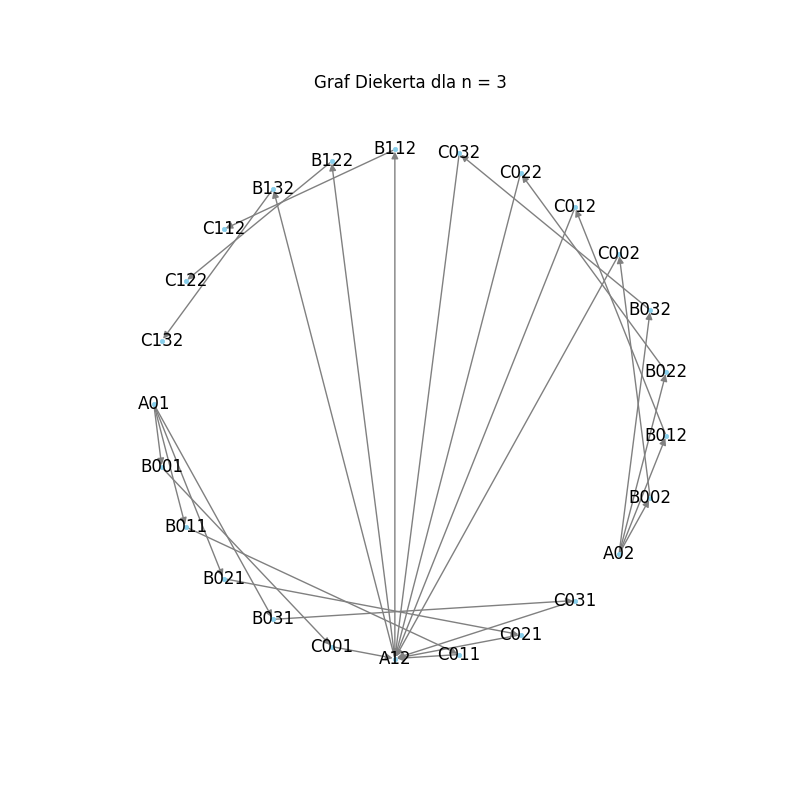 Graf Diekerta dla n = 3
B112
C032
B122
C022
B132
C012
C112
C002
C122
B032
C132
B022
A01
B012
B001
B002
B011
A02
B021
C031
B031
C021
C001
A12
C011